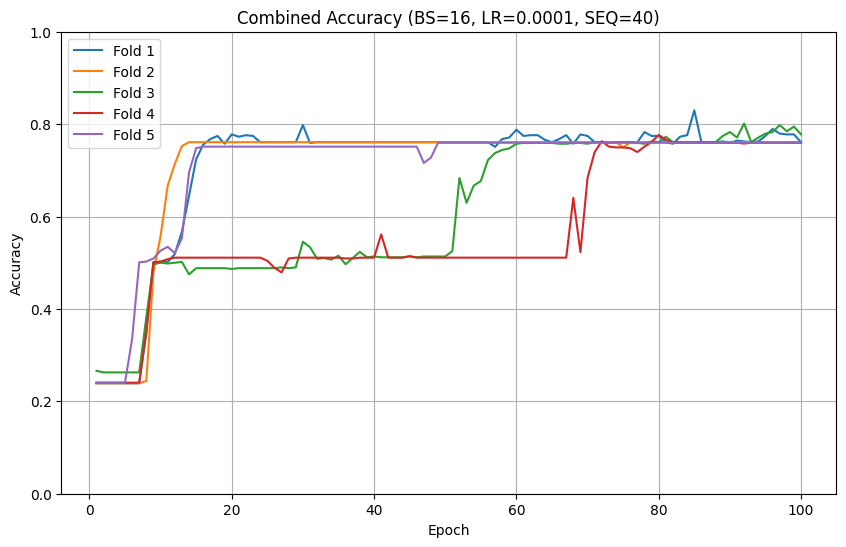 Combined Accuracy (BS=16, LR=0.0001, SEQ=40)
Fold 1
Fold 2
Fold 3
Fold 4
Fold 5
1.0
0.8
0.6
0.4
0.2
0.0
Accuracy
0 20 40 60 80 100
Epoch